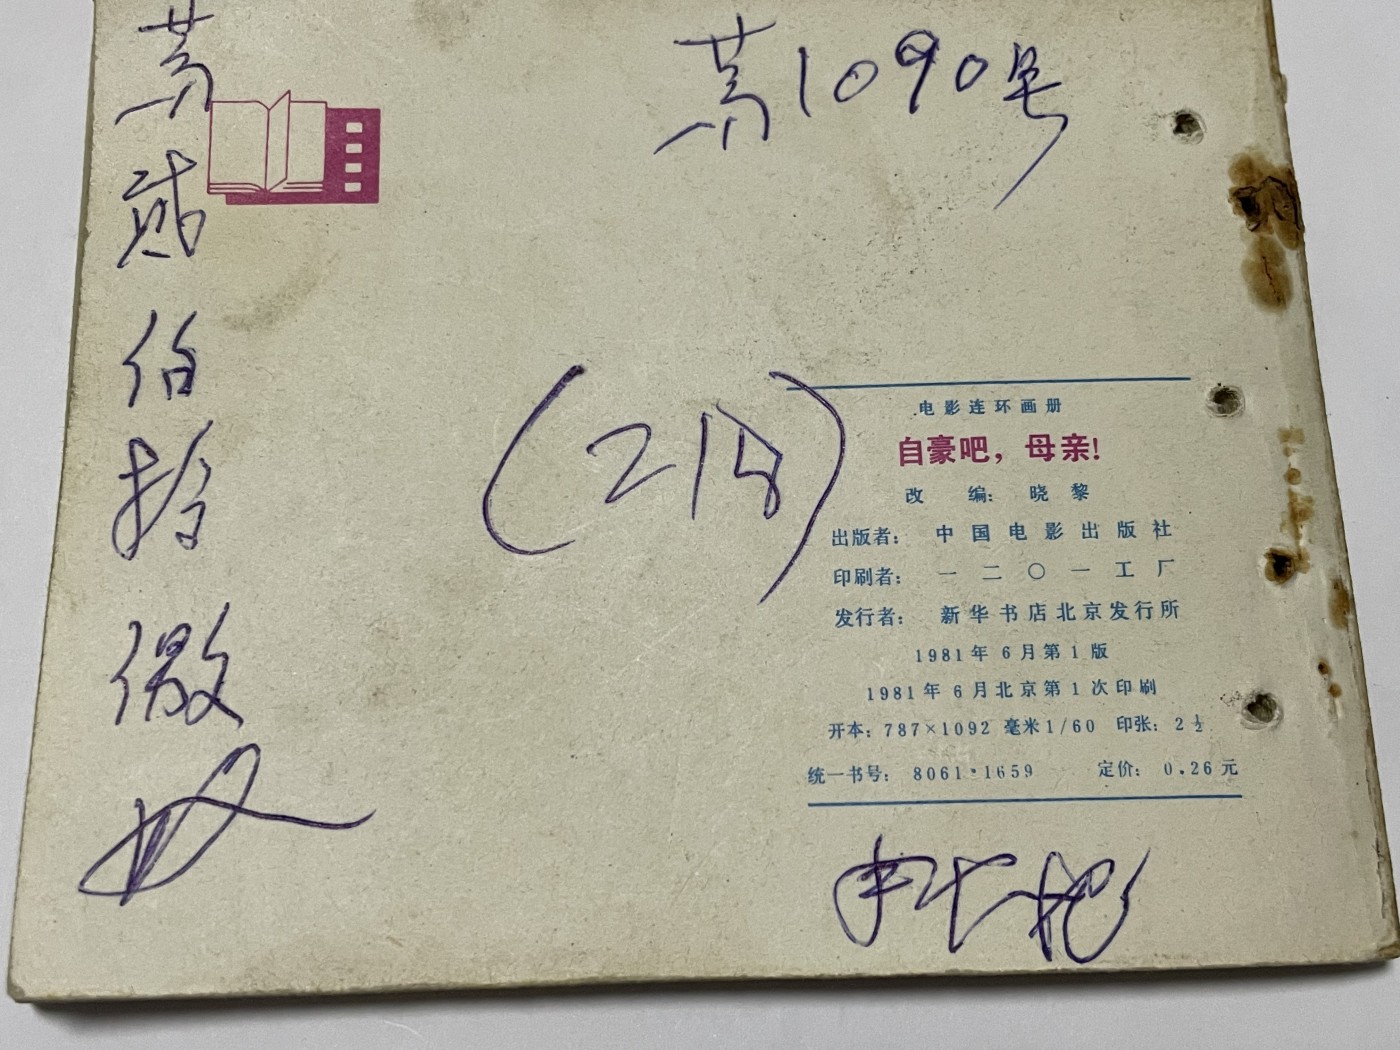 第1090号
第
贰
佰
拾
(218)
电影连环画册
自豪吧，母亲！
改 编： 晓 黎
出版者： 中国电影出版社
印刷者： 一二〇一工厂
发行者： 新华书店北京发行所
1981年6月第1版
1981年6月北京第1次印刷
开本：787×1092 毫米1/60 印张：2½
统一书号： 8061·1659 定价： 0.26元